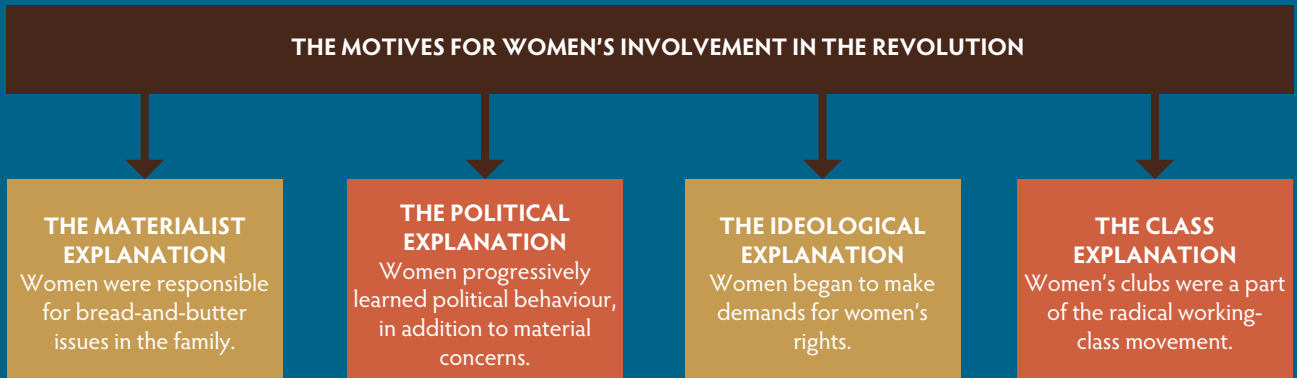 THE MOTIVES FOR WOMEN'S INVOLVEMENT IN THE REVOLUTION
THE MATERIALIST
EXPLANATION
Women were responsible
for bread-and-butter
issues in the family.
THE POLITICAL
EXPLANATION
Women progressively
learned political behaviour,
in addition to material
concerns.
THE IDEOLOGICAL
EXPLANATION
Women began to make
demands for women's
rights.
THE CLASS
EXPLANATION
Women's clubs were a part
of the radical working-
class movement.